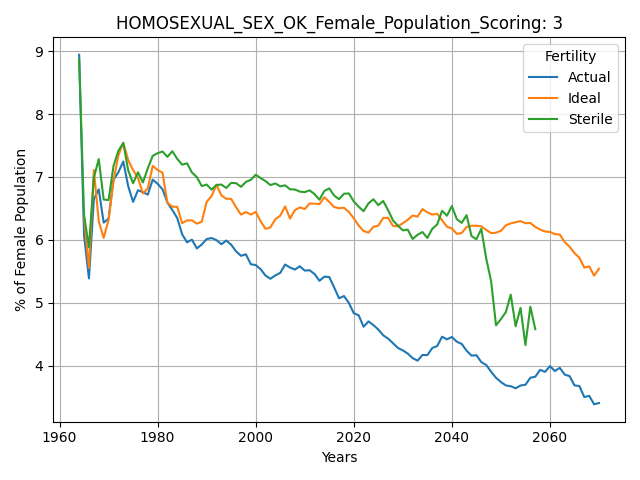 HOMOSEXUAL_SEX_OK_Female_Population_Scoring: 3
Fertility
Actual
Ideal
Sterile
% of Female Population
9
8
7
6
5
4
1960
1980
2000
2020
2040
2060
Years